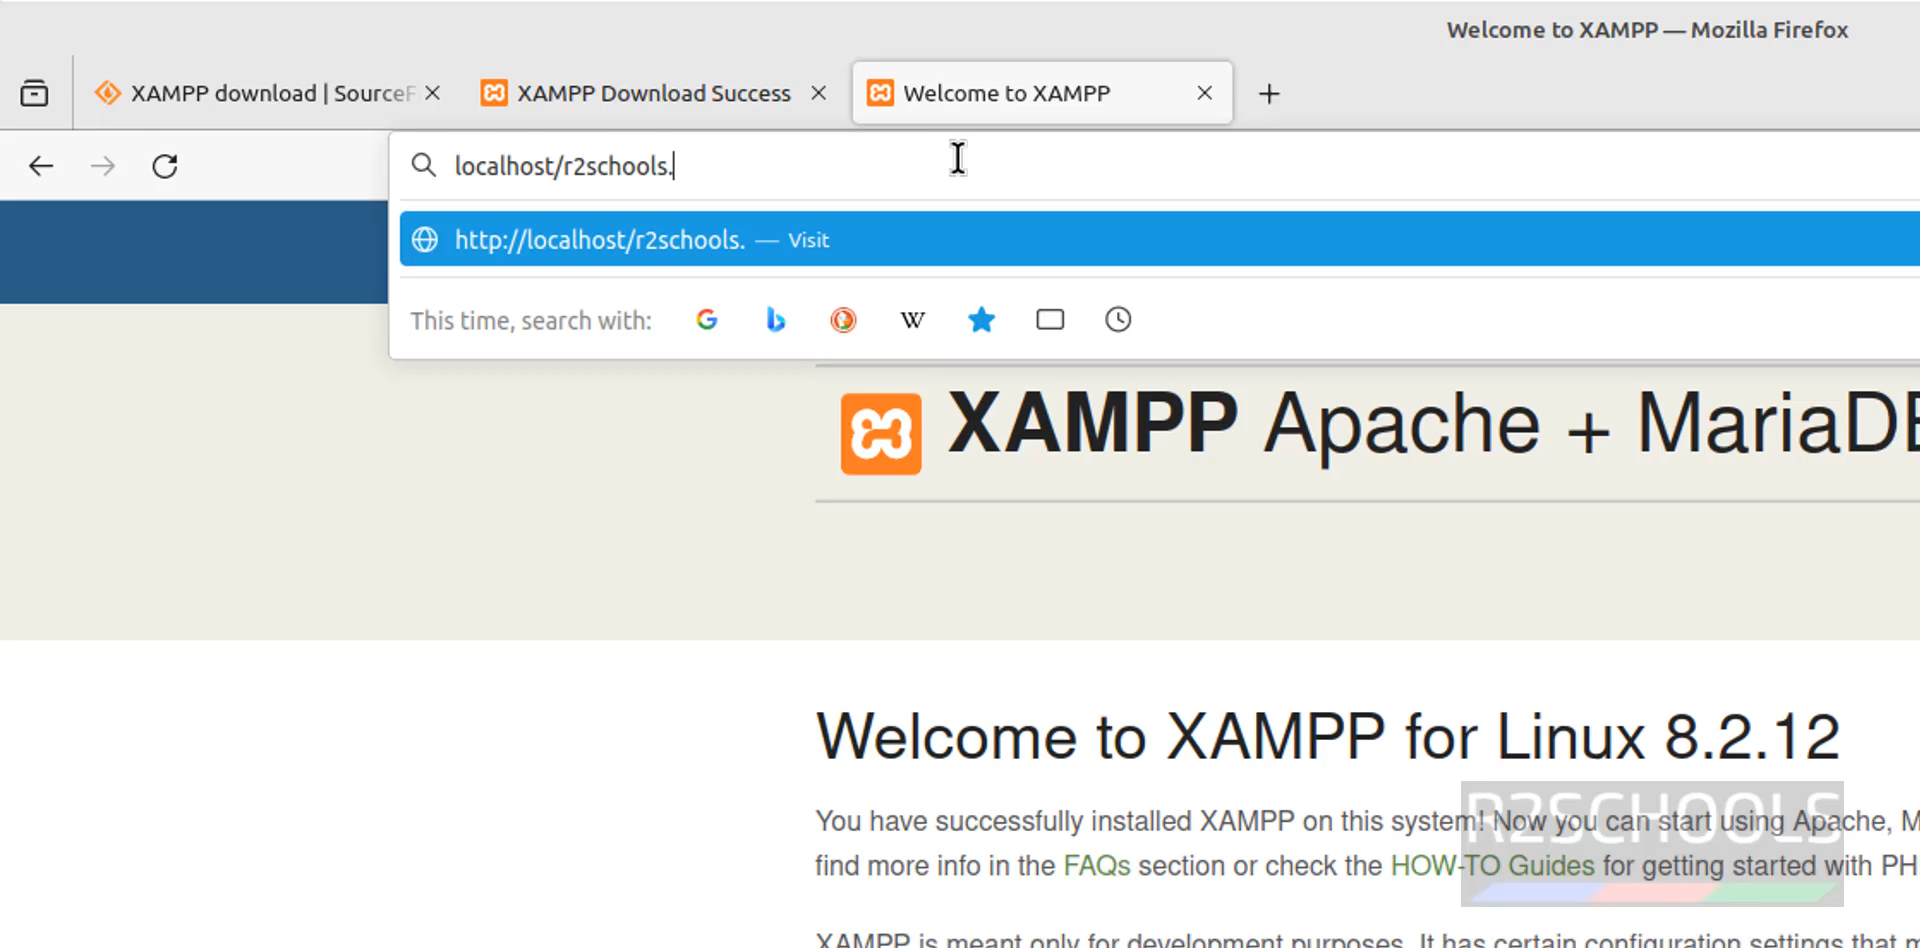 Welcome to XAMPP — Mozilla Firefox
XAMPP download | SourceF
XAMPP Download Success
Welcome to XAMPP
localhost/r2schools.
http://localhost/r2schools. — Visit
This time, search with:
XAMPP Apache + MariaDB
Welcome to XAMPP for Linux 8.2.12
You have successfully installed XAMPP on this system! Now you can start using Apache, M
find more info in the FAQs section or check the HOW-TO Guides for getting started with PH
R2SCHOOLS
XAMPP is meant only for development purposes. It has certain configuration settings that m